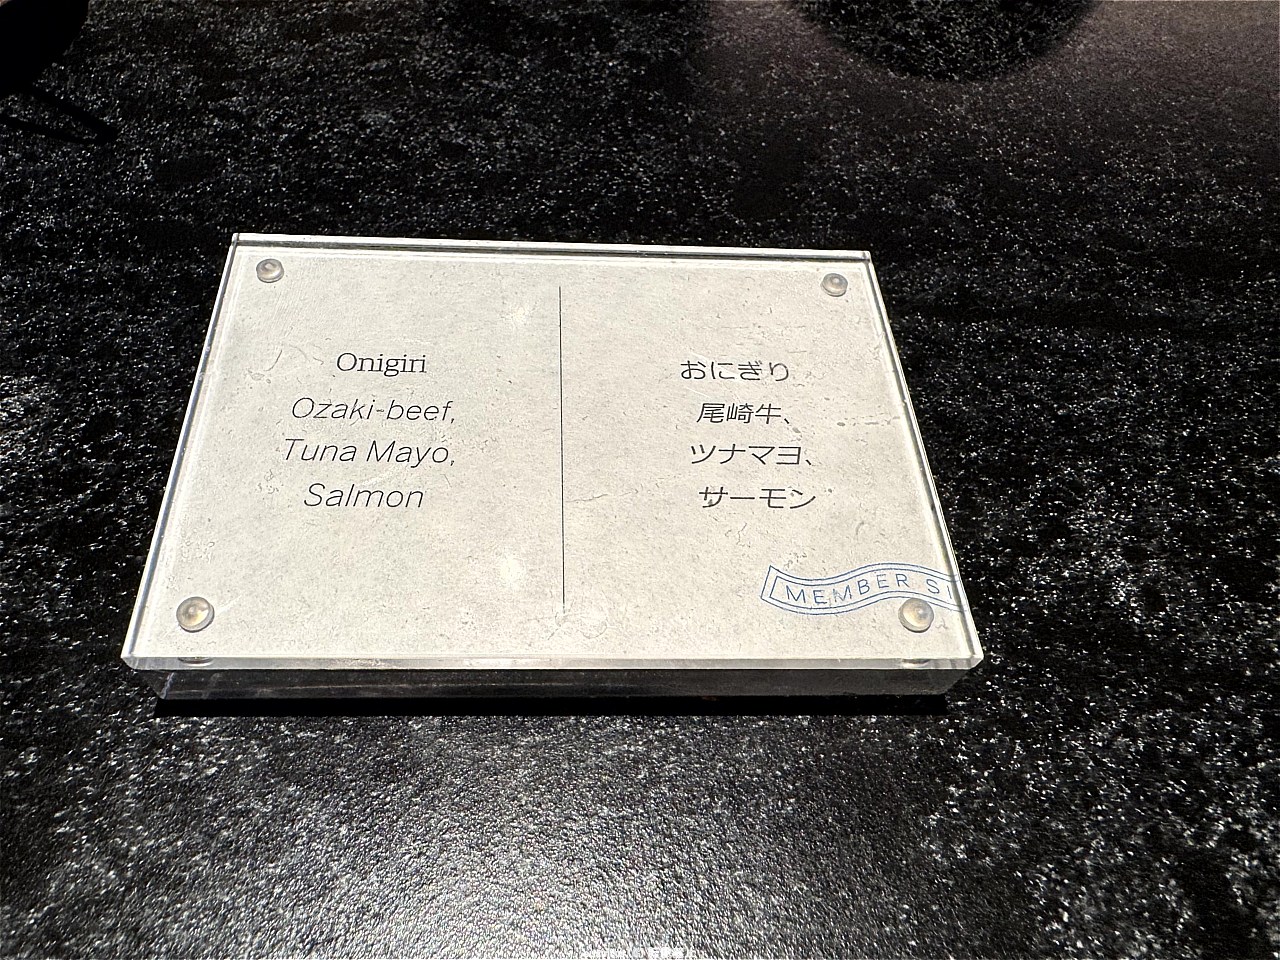 Onigiri
Ozaki-beef,
Tuna Mayo,
Salmon
おにぎり
尾崎牛、
ツナマヨ、
サーモン
MEMBER